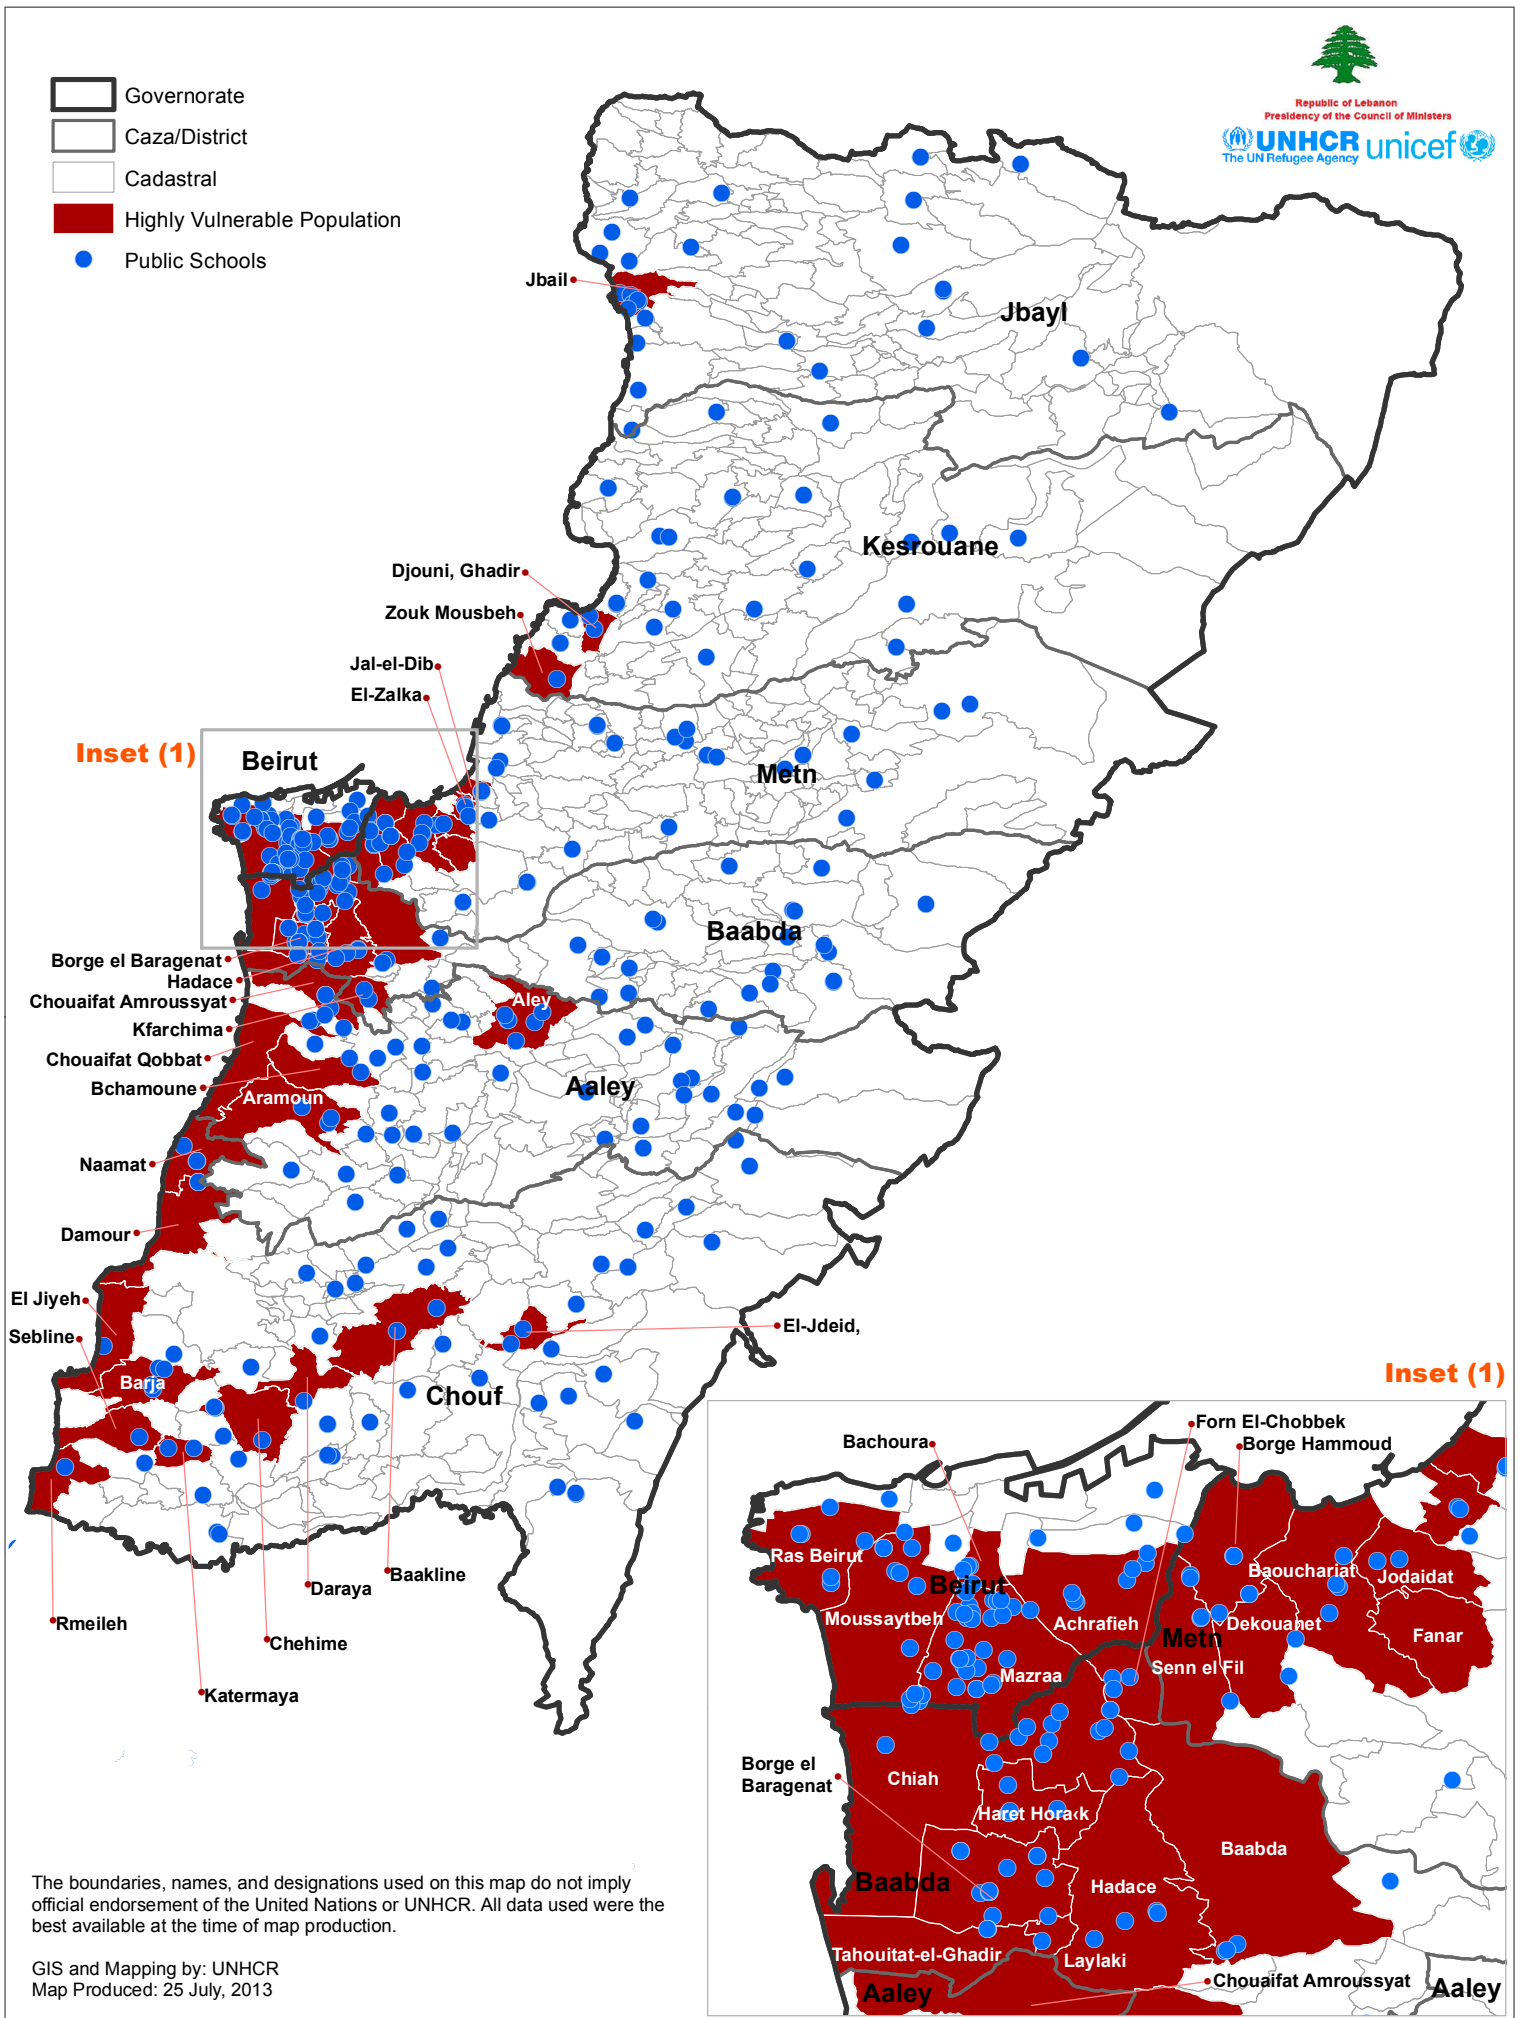 Governorate
Caza/District
Cadastral
Highly Vulnerable Population
Public Schools
Republic of Lebanon
Presidency of the Council of Ministers
UNHCR
The UN Refugee Agency
unicef
Jbail
Jbayl
Kesrouane
Djouni, Ghadir
Zouk Mousbeh
Jal-el-Dib
El-Zalka
Inset (1)
Beirut
Metn
Baabda
Borge el Baragenat
Hadace
Chouaifat Amroussyat
Kfarchima
Chouaifat Qobbat
Bchamoune
Aley
Aaley
Aramoun
Naamat
Damour
El Jiyeh
Sebline
El-Jdeid,
Barja
Chouf
Baakline
Daraya
Rmeileh
Chehime
Katermaya
Inset (1)
Forn El-Chobbek
Borge Hammoud
Bachoura
Ras Beirut
Beirut
Baouchariat
Jodaidat
Moussaytbeh
Achrafieh
Dekouanet
Metn
Fanar
Senn el Fil
Mazraa
Borge el
Baragenat
Chiah
Haret Horakk
Baabda
Baabda
Hadace
Tahouitat-el-Ghadir
Laylaki
Chouaifat Amroussyat
Aaley
Aaley
The boundaries, names, and designations used on this map do not imply
official endorsement of the United Nations or UNHCR. All data used were the
best available at the time of map production.
GIS and Mapping by: UNHCR
Map Produced: 25 July, 2013